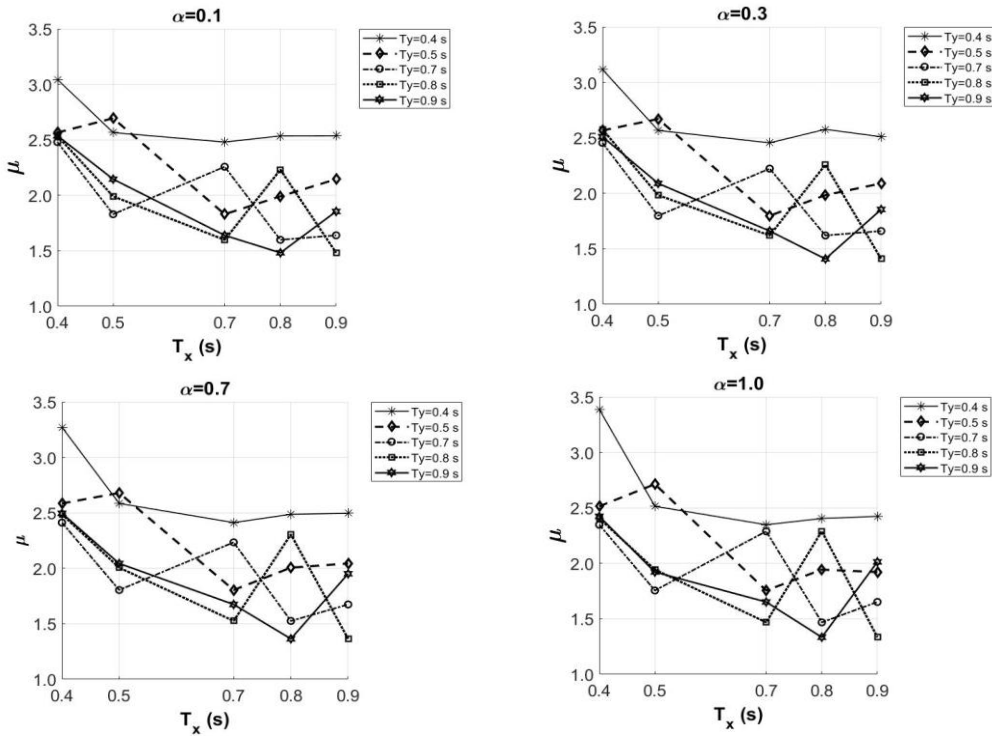 α=0.1
3.5
3.0
2.5
2.0
1.5
1.0
μ
0.4 0.5 0.7 0.8 0.9
T_x (s)
Ty=0.4 s
Ty=0.5 s
Ty=0.7 s
Ty=0.8 s
Ty=0.9 s
α=0.3
3.5
3.0
2.5
2.0
1.5
1.0
μ
0.4 0.5 0.7 0.8 0.9
T_x (s)
Ty=0.4 s
Ty=0.5 s
Ty=0.7 s
Ty=0.8 s
Ty=0.9 s
α=0.7
3.5
3.0
2.5
2.0
1.5
1.0
μ
0.4 0.5 0.7 0.8 0.9
T_x (s)
Ty=0.4 s
Ty=0.5 s
Ty=0.7 s
Ty=0.8 s
Ty=0.9 s
α=1.0
3.5
3.0
2.5
2.0
1.5
1.0
μ
0.4 0.5 0.7 0.8 0.9
T_x (s)
Ty=0.4 s
Ty=0.5 s
Ty=0.7 s
Ty=0.8 s
Ty=0.9 s